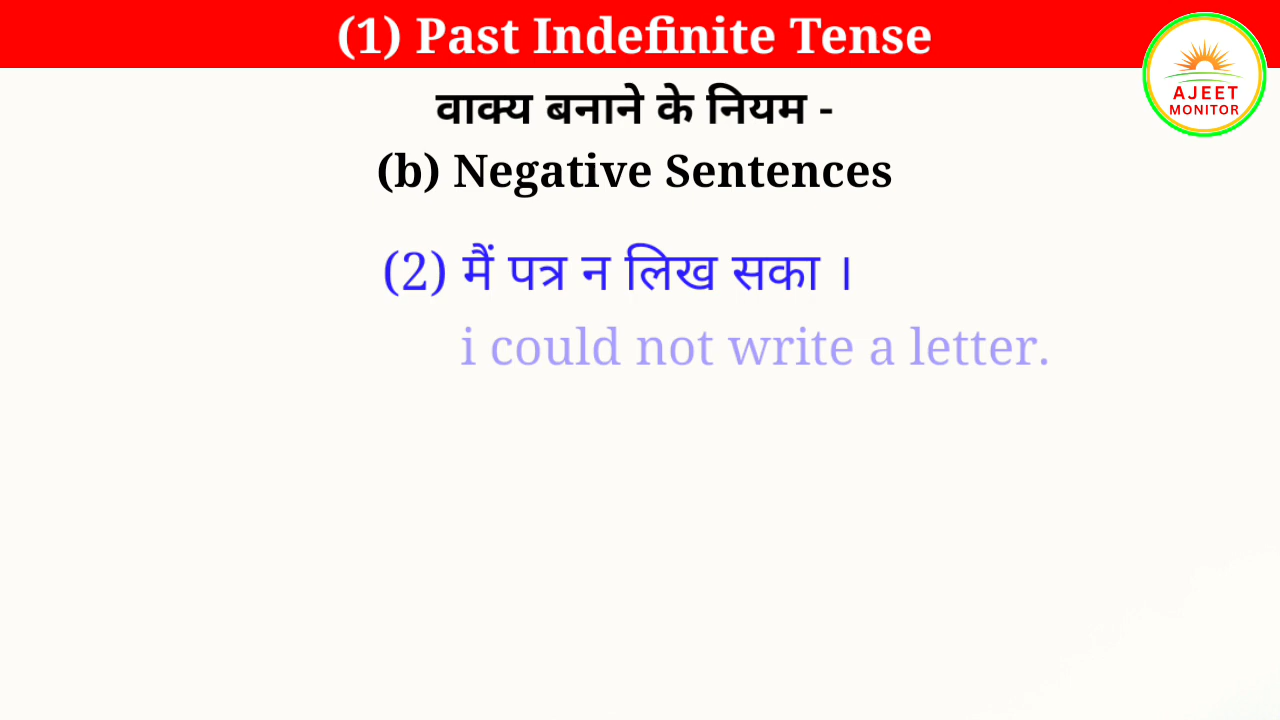 (1) Past Indefinite Tense
AJEET
MONITOR
वाक्य बनाने के नियम -
(b) Negative Sentences
(2) मैं पत्र न लिख सका ।
i could not write a letter.